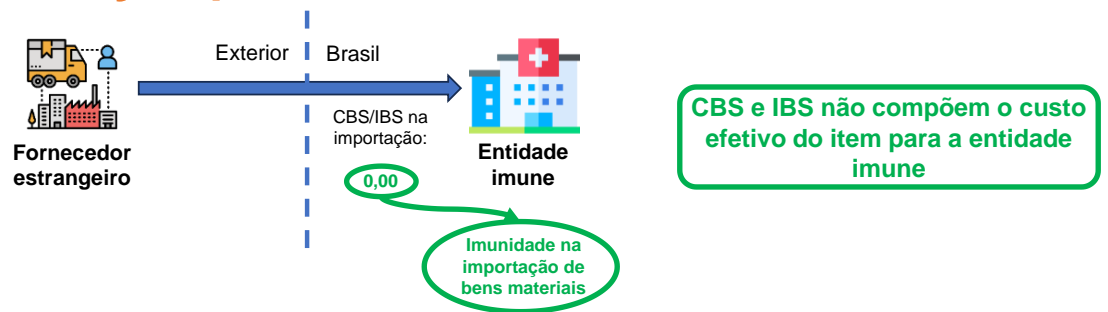 Exterior
Brasil
CBS/IBS na
importação:
0,00
Fornecedor
estrangeiro
Entidade
imune
Imunidade na
importação de
bens materiais
CBS e IBS não compõem o custo
efetivo do item para a entidade
imune